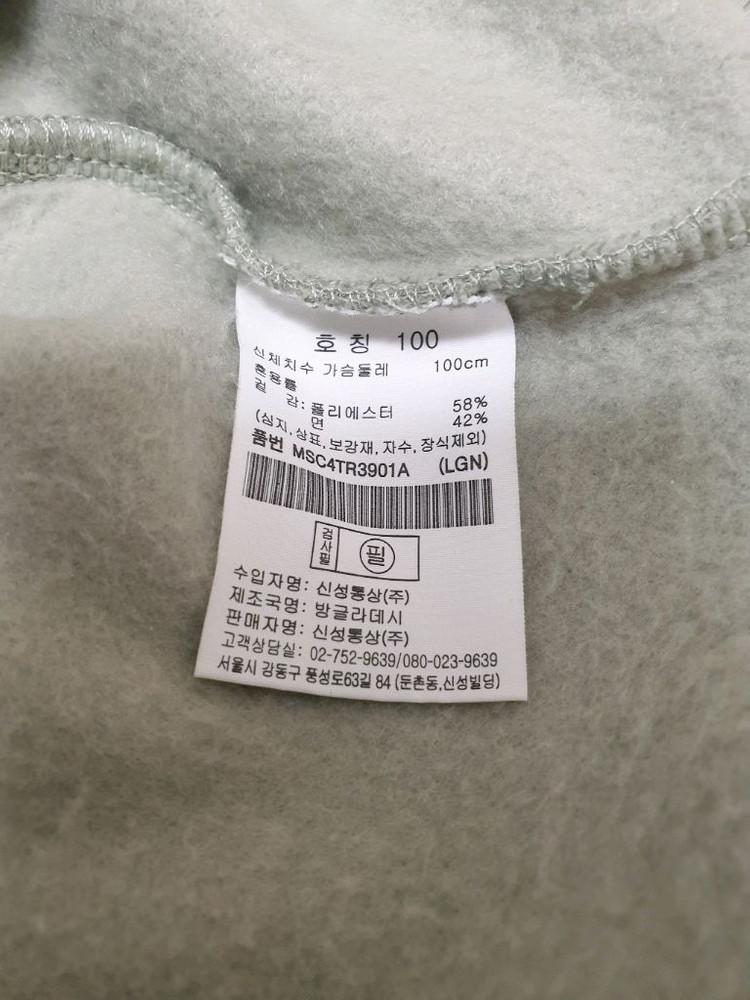 호칭 100
신체치수 가슴둘레 100cm
혼용률
겉 감: 폴리에스터 58%
면 42%
(심지,상표,보강재,자수,장식제외)
품번 MSC4TR3901A (LGN)
검사필 필
수입자명: 신성통상(주)
제조국명: 방글라데시
판매자명: 신성통상(주)
고객상담실: 02-752-9639/080-023-9639
서울시 강동구 풍성로63길 84 (둔촌동,신성빌딩)